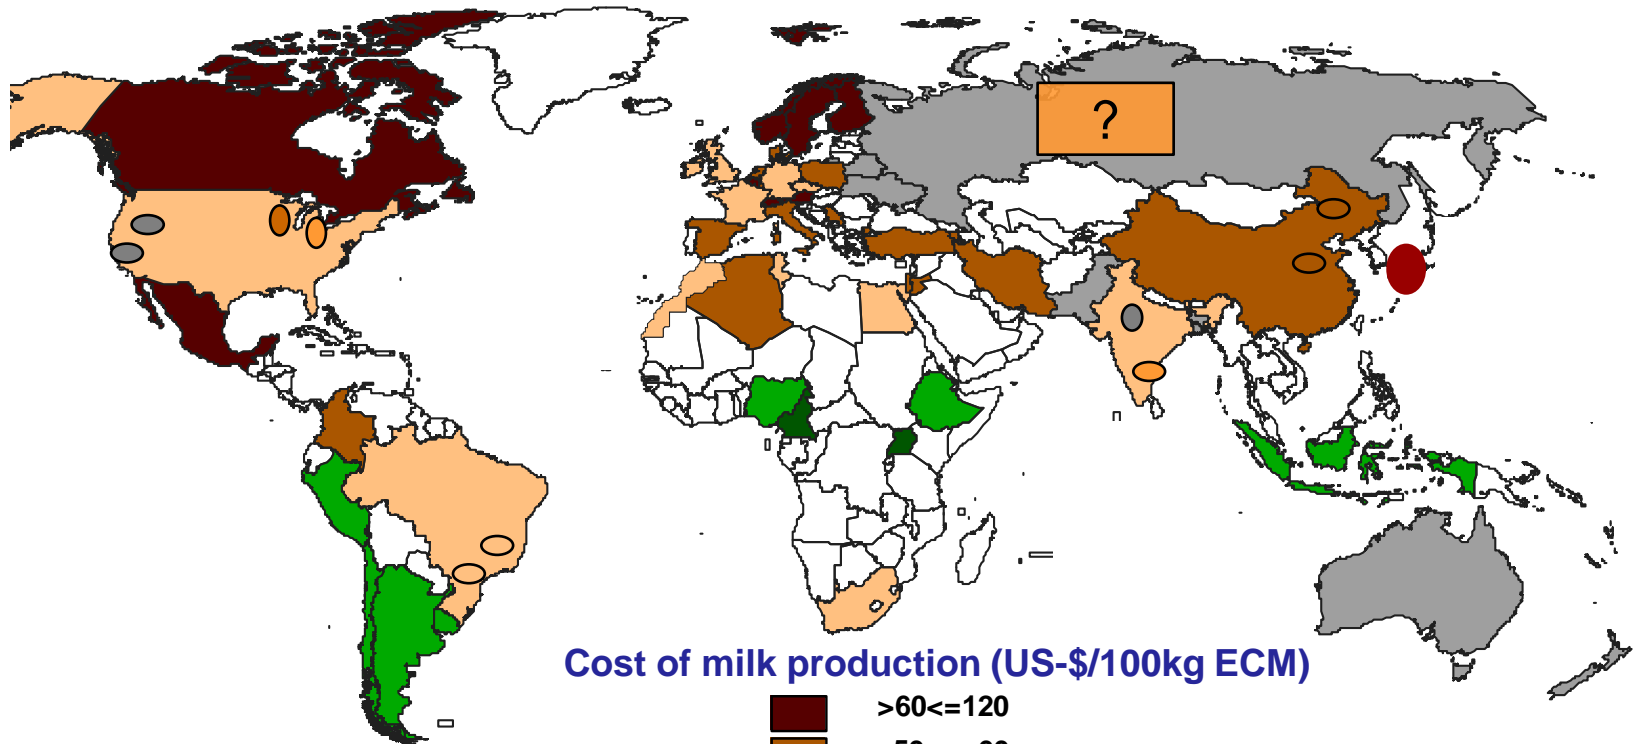 ?
Cost of milk production (US-$/100kg ECM)
>60<=120